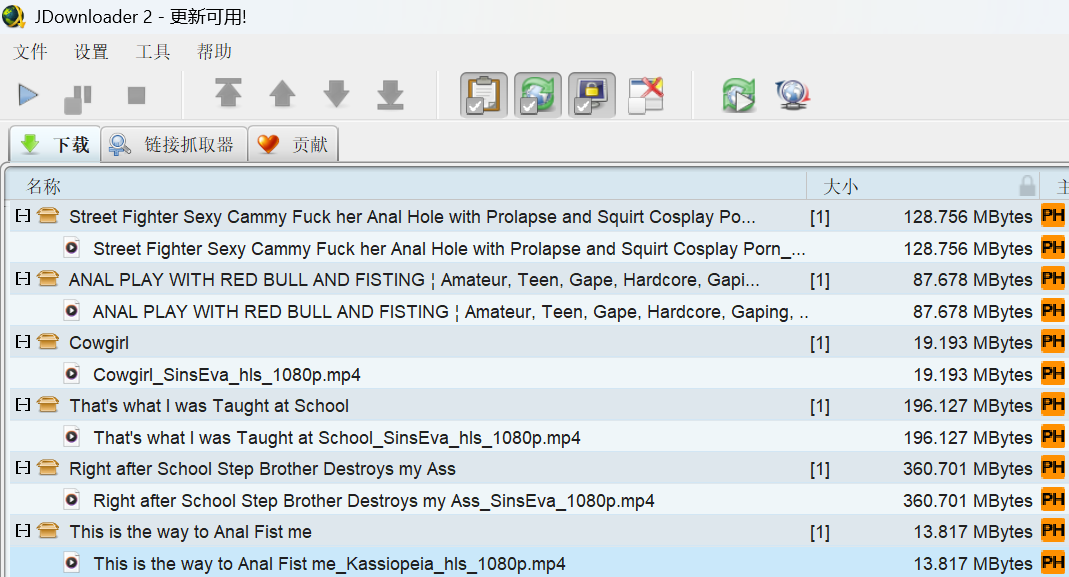 JDownloader 2 - 更新可用!
文件 设置 工具 帮助
下载 链接抓取器 贡献
名称 大小 主
Street Fighter Sexy Cammy Fuck her Anal Hole with Prolapse and Squirt Cosplay Po... [1] 128.756 MBytes PH
Street Fighter Sexy Cammy Fuck her Anal Hole with Prolapse and Squirt Cosplay Porn_... 128.756 MBytes PH
ANAL PLAY WITH RED BULL AND FISTING ¦ Amateur, Teen, Gape, Hardcore, Gapi... [1] 87.678 MBytes PH
ANAL PLAY WITH RED BULL AND FISTING ¦ Amateur, Teen, Gape, Hardcore, Gaping, .. 87.678 MBytes PH
Cowgirl [1] 19.193 MBytes PH
Cowgirl_SinsEva_hls_1080p.mp4 19.193 MBytes PH
That's what I was Taught at School [1] 196.127 MBytes PH
That's what I was Taught at School_SinsEva_hls_1080p.mp4 196.127 MBytes PH
Right after School Step Brother Destroys my Ass [1] 360.701 MBytes PH
Right after School Step Brother Destroys my Ass_SinsEva_1080p.mp4 360.701 MBytes PH
This is the way to Anal Fist me [1] 13.817 MBytes PH
This is the way to Anal Fist me_Kassiopeia_hls_1080p.mp4 13.817 MBytes PH